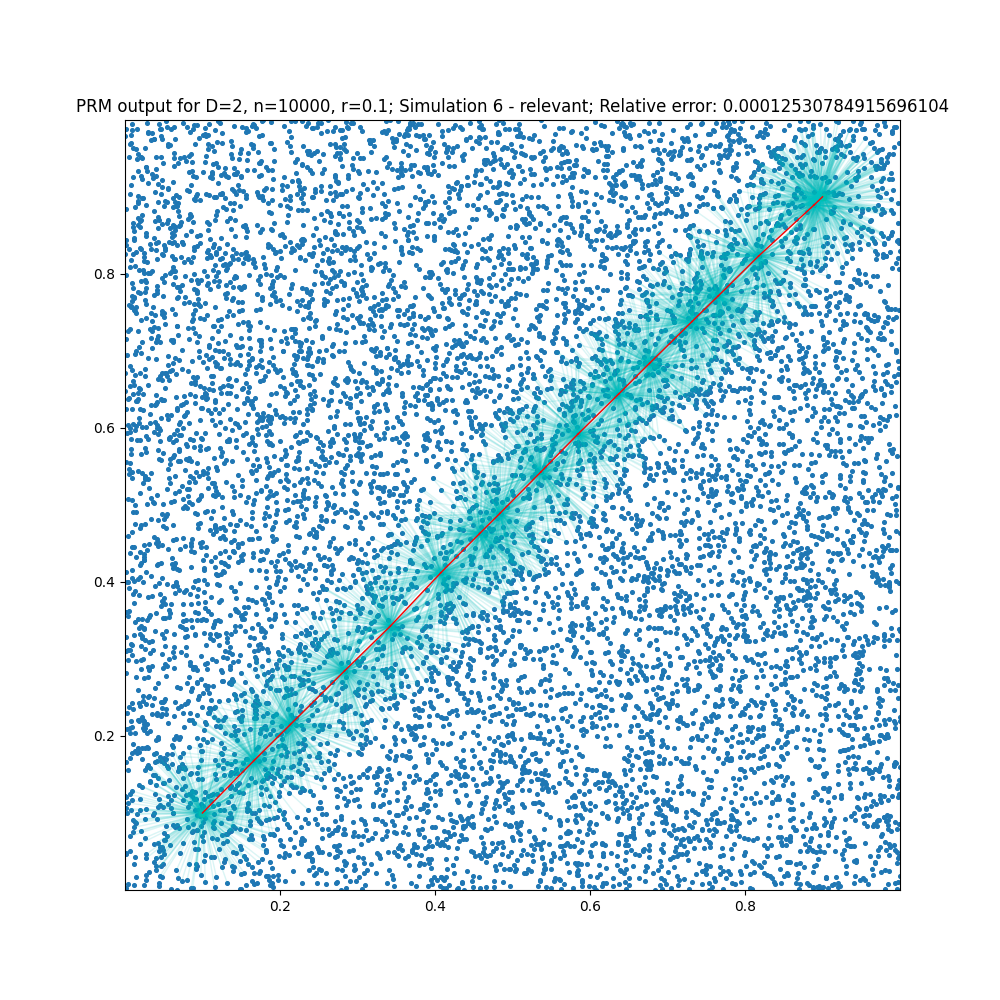 PRM output for D=2, n=10000, r=0.1; Simulation 6 - relevant; Relative error: 0.00012530784915696104
0.8
0.6
0.4
0.2
0.2 0.4 0.6 0.8